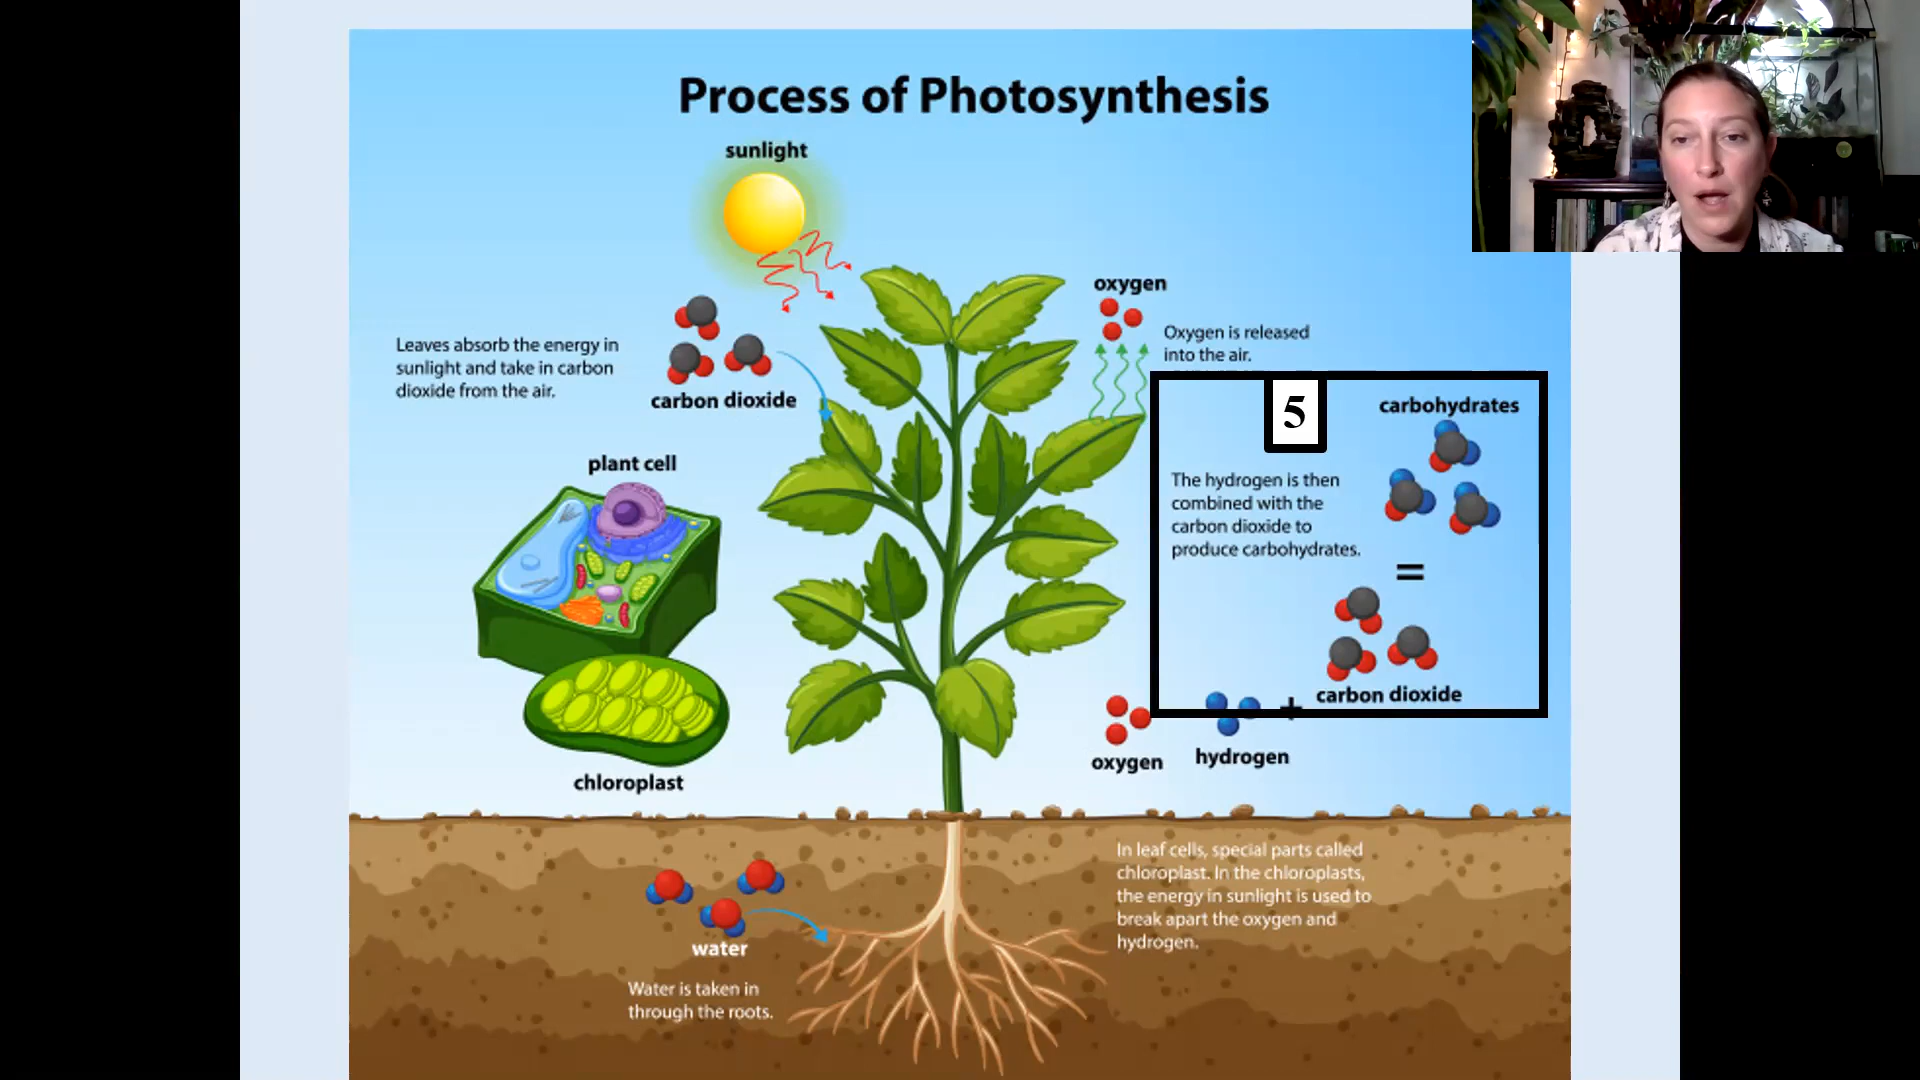 Process of Photosynthesis
sunlight
Leaves absorb the energy in
sunlight and take in carbon
dioxide from the air.
carbon dioxide
oxygen
Oxygen is released
into the air.
plant cell
chloroplast
5
carbohydrates
The hydrogen is then
combined with the
carbon dioxide to
produce carbohydrates.
=
carbon dioxide
+
oxygen
hydrogen
water
Water is taken in
through the roots.
In leaf cells, special parts called
chloroplast. In the chloroplasts,
the energy in sunlight is used to
break apart the oxygen and
hydrogen.